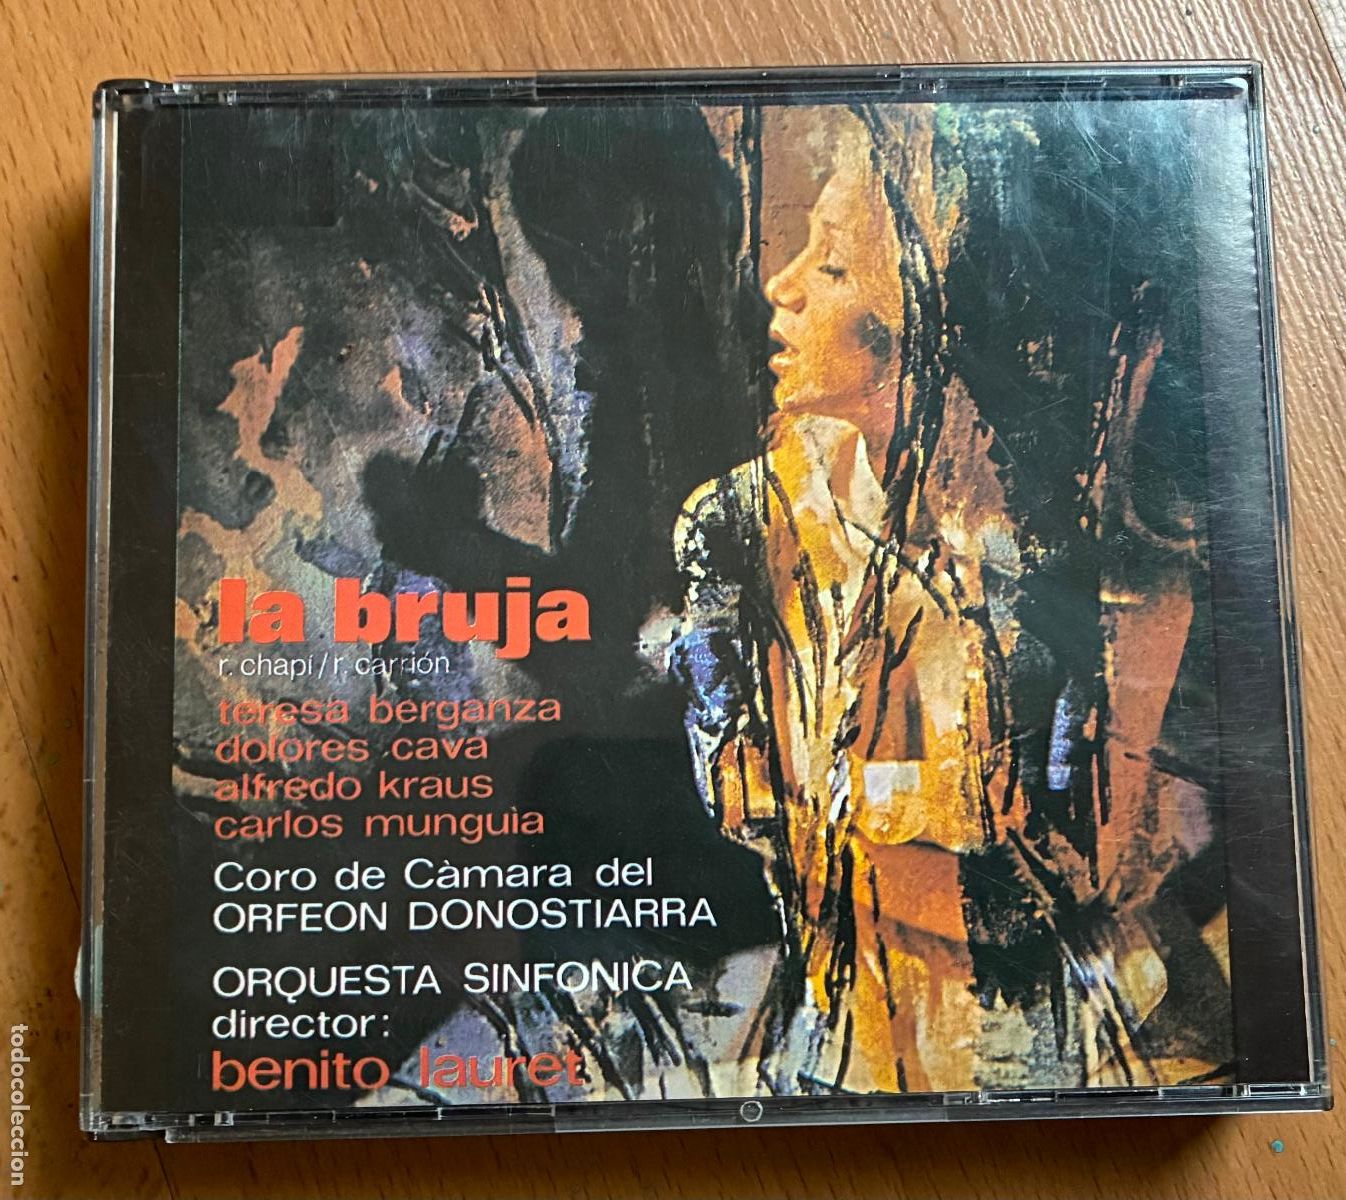 la bruja
r. chapí / r. carrión
teresa berganza
dolores cava
alfredo kraus
carlos munguìa
Coro de Càmara del
ORFEON DONOSTIARRA
ORQUESTA SINFONICA
director:
benito lauret
todocoleccion